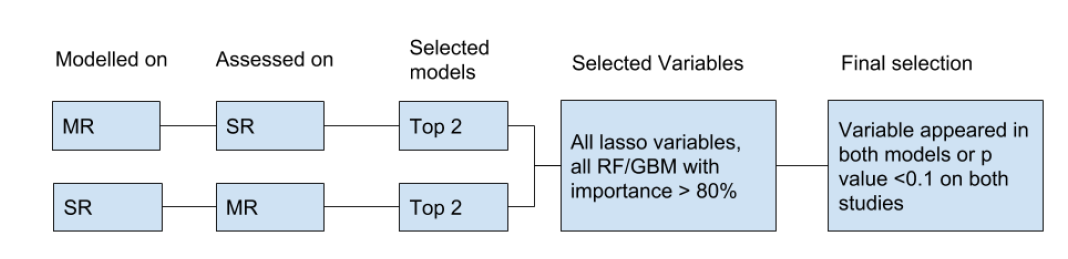 Modelled on
Assessed on
Selected
models
Selected Variables
Final selection
MR
SR
Top 2
SR
MR
Top 2
All lasso variables,
all RF/GBM with
importance > 80%
Variable appeared in
both models or p
value <0.1 on both
studies